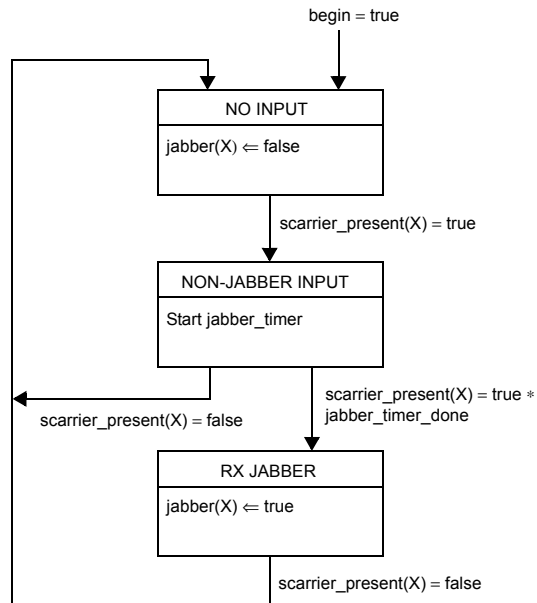 begin = true
NO INPUT
jabber(X) ⇐ false
scarrier_present(X) = true
NON-JABBER INPUT
Start jabber_timer
scarrier_present(X) = true ∗
jabber_timer_done
scarrier_present(X) = false
RX JABBER
jabber(X) ⇐ true
scarrier_present(X) = false